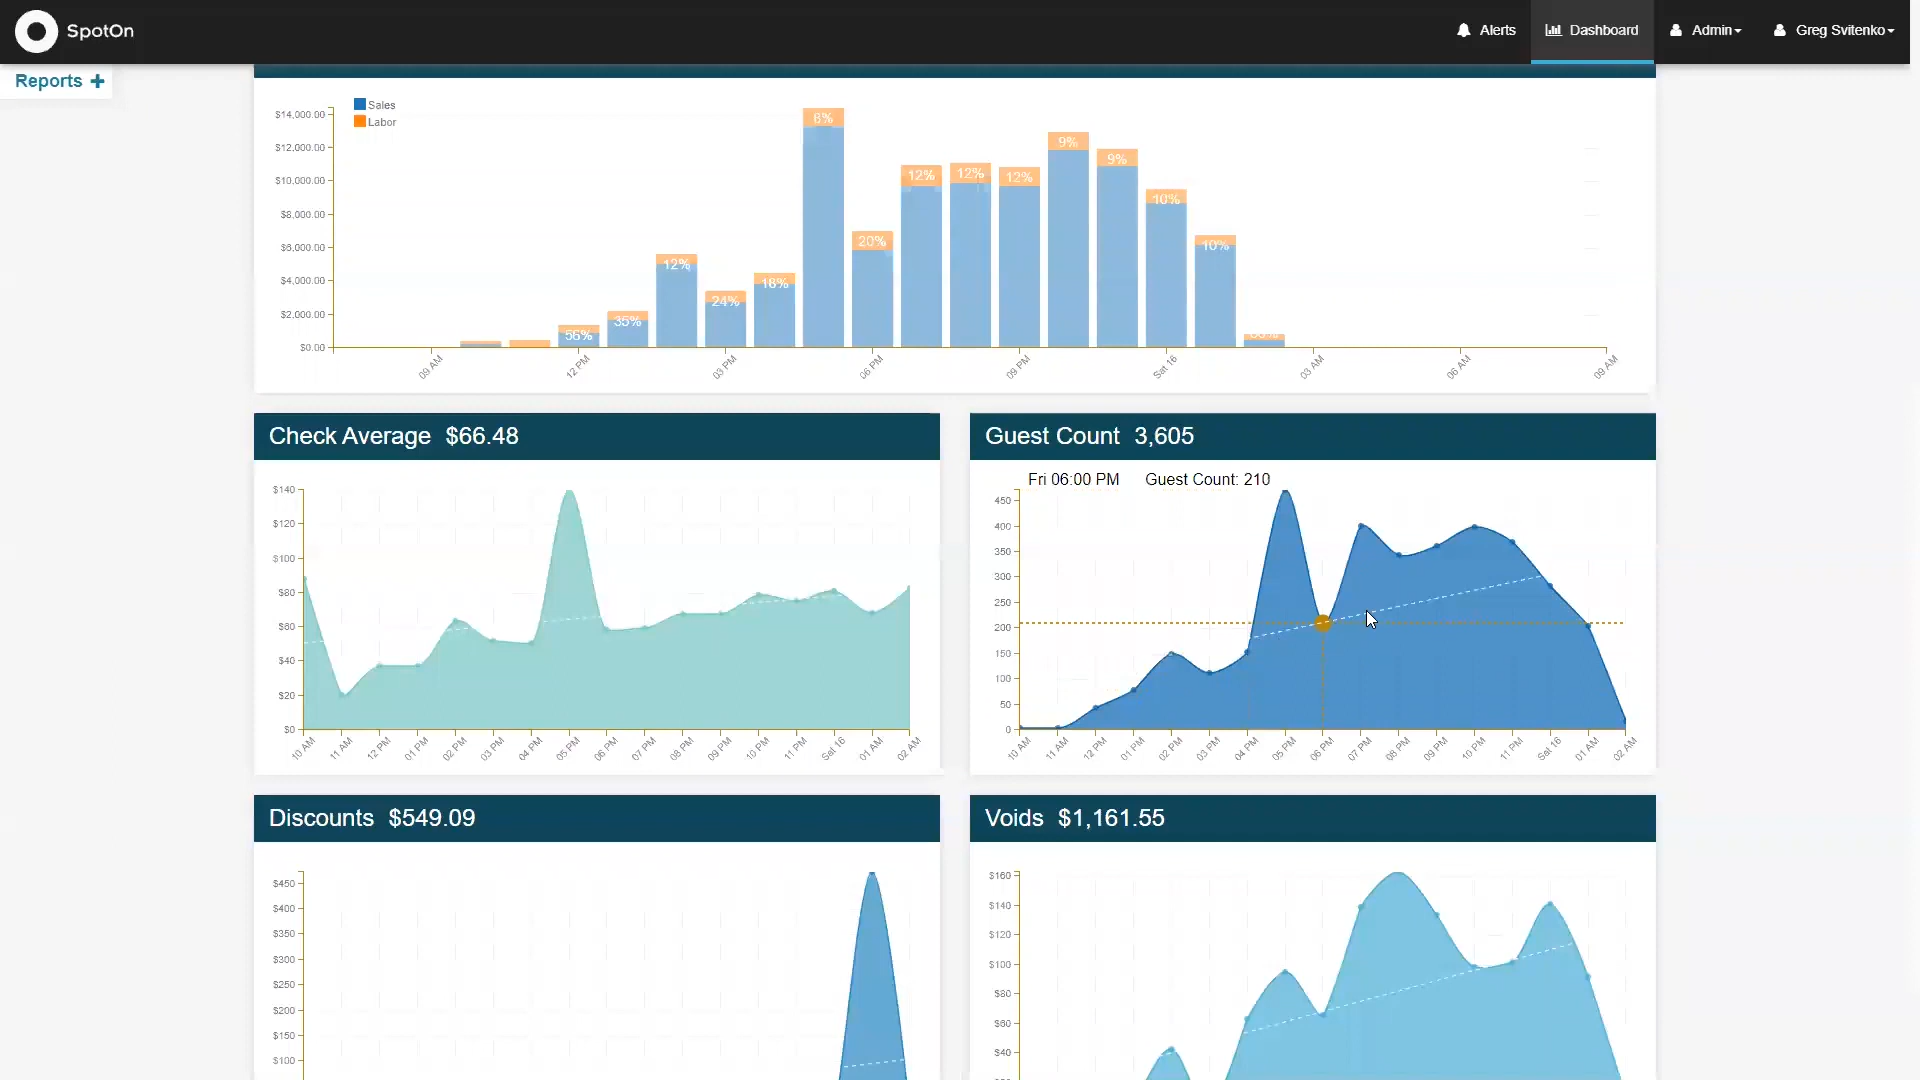 SpotOn
Alerts
Dashboard
Admin
Greg Svitenko
Reports +
Sales
Labor
$14,000.00
$12,000.00
$10,000.00
$8,000.00
$6,000.00
$4,000.00
$2,000.00
$0.00
56%
35%
12%
24%
18%
6%
20%
12%
12%
12%
9%
9%
10%
10%
09 AM
12 PM
03 PM
06 PM
09 PM
Sat 16
03 AM
06 AM
09 AM
Check Average $66.48
$140
$120
$100
$80
$60
$40
$20
$0
10 AM
11 AM
12 PM
01 PM
02 PM
03 PM
04 PM
05 PM
06 PM
07 PM
08 PM
09 PM
10 PM
11 PM
Sat 16
01 AM
02 AM
Guest Count 3,605
Fri 06:00 PM Guest Count: 210
450
400
350
300
250
200
150
100
50
0
10 AM
11 AM
12 PM
01 PM
02 PM
03 PM
04 PM
05 PM
06 PM
07 PM
08 PM
09 PM
10 PM
11 PM
Sat 16
01 AM
02 AM
Discounts $549.09
$450
$400
$350
$300
$250
$200
$150
$100
Voids $1,161.55
$160
$140
$120
$100
$80
$60
$40